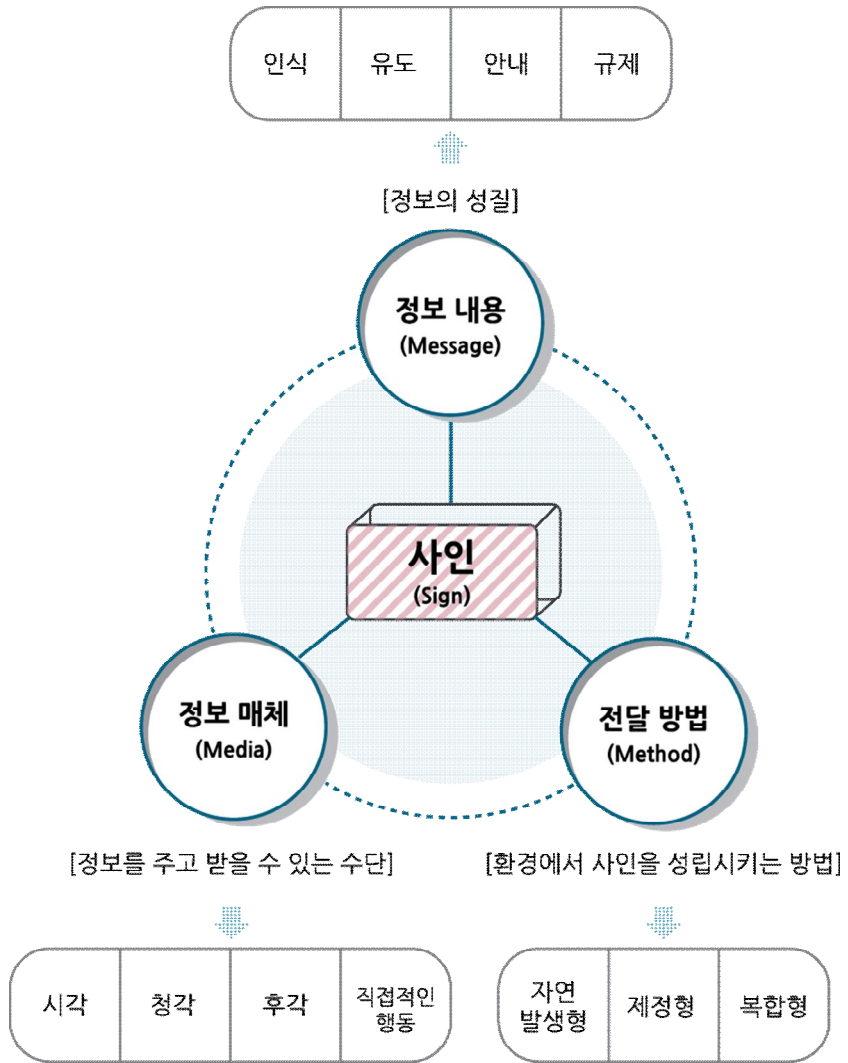 인식 유도 안내 규제
[정보의 성질]
정보 내용
(Message)
사인
(Sign)
정보 매체
(Media)
전달 방법
(Method)
[정보를 주고 받을 수 있는 수단]
[환경에서 사인을 성립시키는 방법]
시각 청각 후각 직접적인
행동
자연
발생형
제정형 복합형